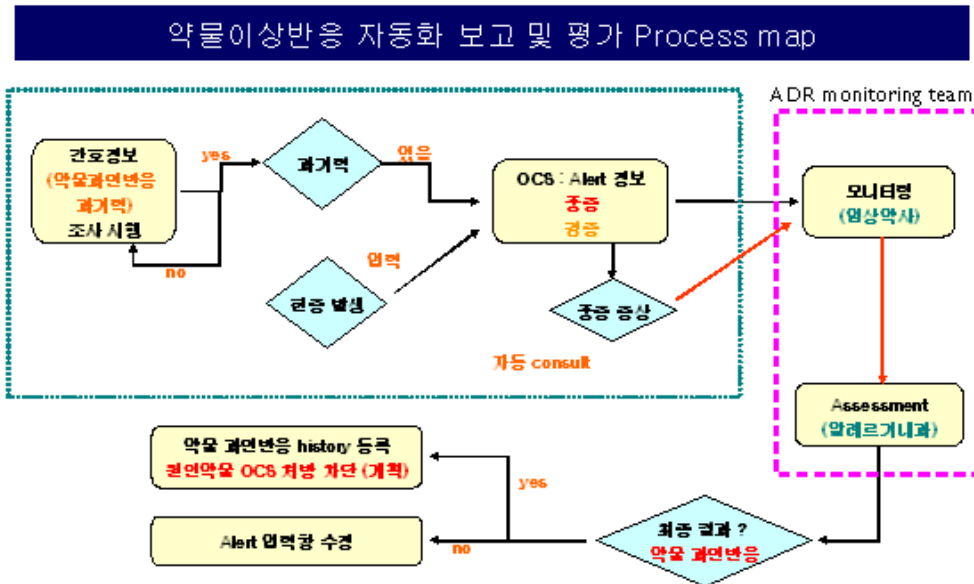 약물이상반응 자동화 보고 및 평가 Process map
ADR monitoring team
간호정보
(약물과민반응
과거력)
조사 시행
yes
no
과거력
있음
현증 발생
입력
OCS : Alert 정보
중증
경증
중증 증상
자동 consult
모니터링
(임상약사)
Assessment
(알레르기내과)
약물 과민반응 history 등록
원인약물 OCS 처방 차단 (계획)
yes
Alert 입력창 수정
no
최종 결과 ?
약물 과민반응